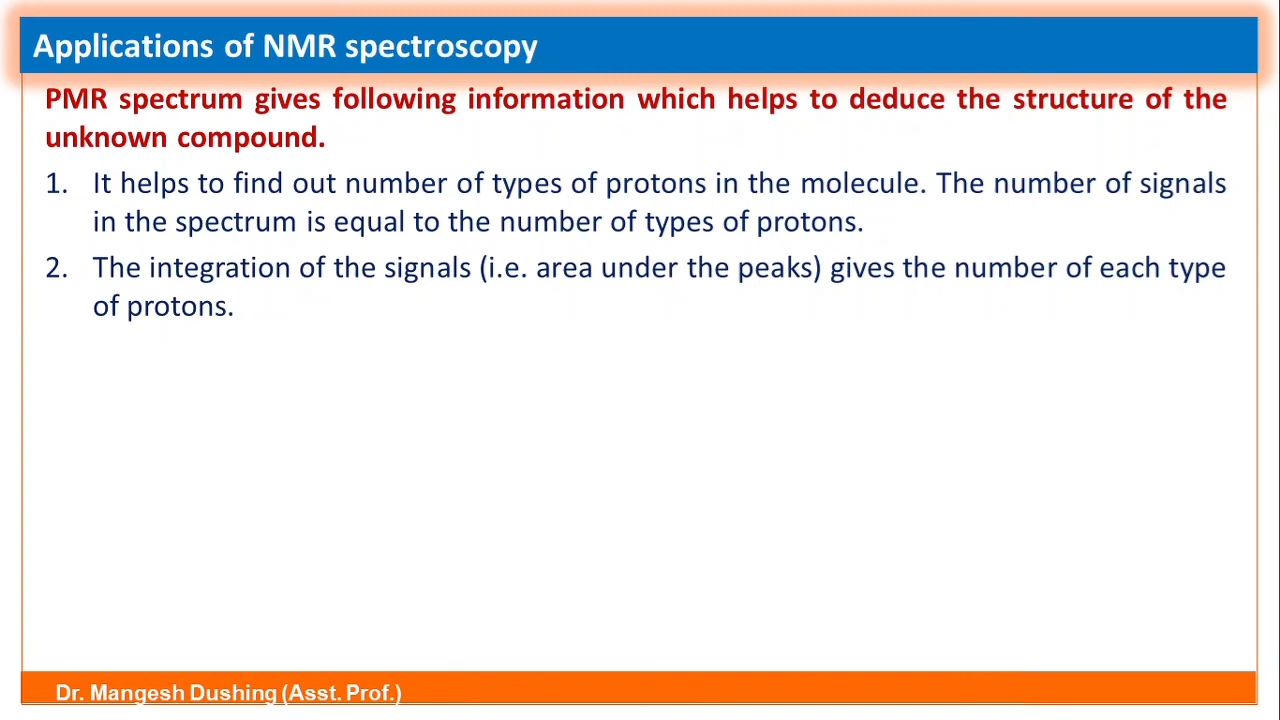 Applications of NMR spectroscopy
PMR spectrum gives following information which helps to deduce the structure of the
unknown compound.
1. It helps to find out number of types of protons in the molecule. The number of signals
in the spectrum is equal to the number of types of protons.
2. The integration of the signals (i.e. area under the peaks) gives the number of each type
of protons.
Dr. Mangesh Dushing (Asst. Prof.)